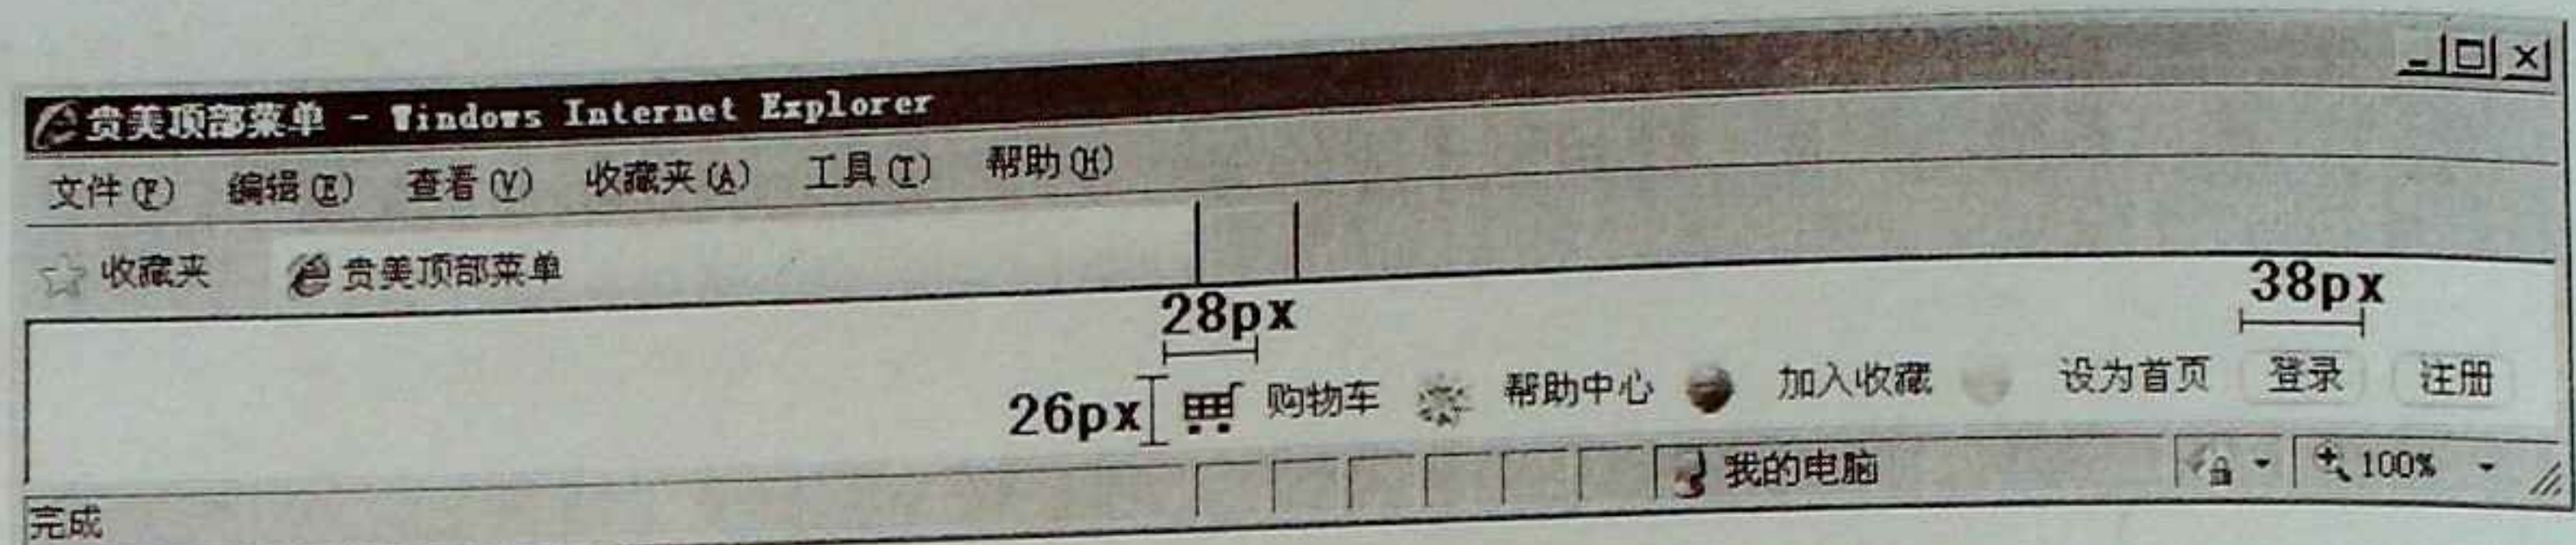 贵美顶部菜单 - Windows Internet Explorer
文件(F) 编辑(E) 查看(V) 收藏夹(A) 工具(T) 帮助(H)
收藏夹 贵美顶部菜单
28px 38px
26px 购物车 帮助中心 加入收藏 设为首页 登录 注册
完成 我的电脑 100%